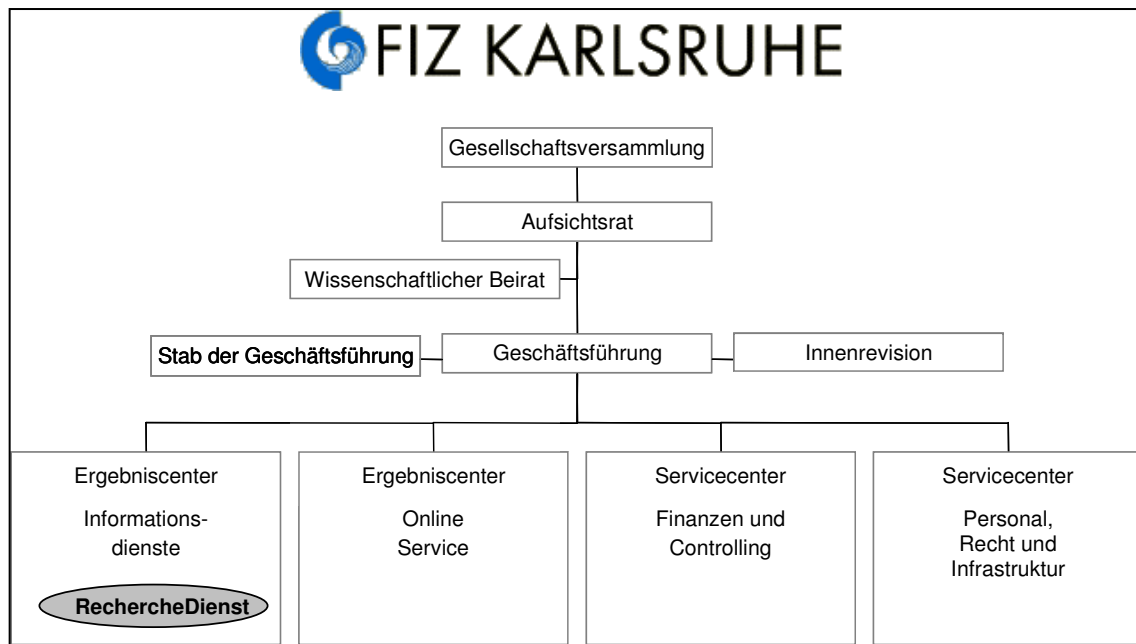 FIZ KARLSRUHE
Gesellschaftsversammlung
Aufsichtsrat
Wissenschaftlicher Beirat
Stab der Geschäftsführung
Geschäftsführung
Innenrevision
Ergebniscenter
Informations-
dienste
RechercheDienst
Ergebniscenter
Online
Service
Servicecenter
Finanzen und
Controlling
Servicecenter
Personal,
Recht und
Infrastruktur